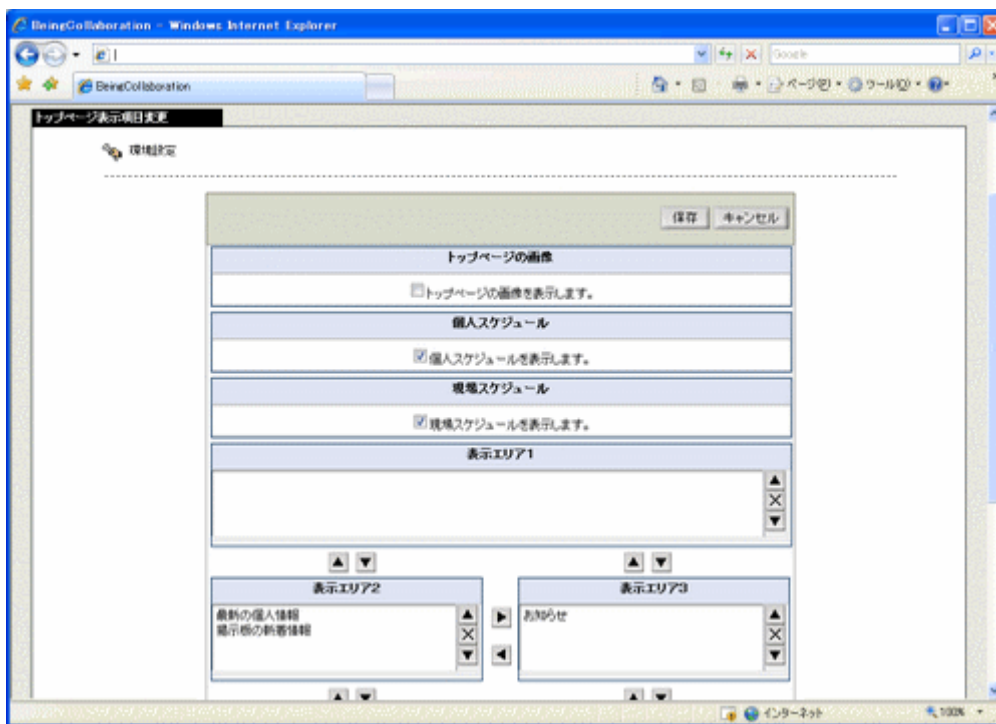 BeingCollaboration - Windows Internet Explorer
Google
BeingCollaboration
ページ(P)
ツール(O)
トップページ表示項目変更
環境設定
保存
キャンセル
トップページの画像
トップページの画像を表示します。
個人スケジュール
個人スケジュールを表示します。
現場スケジュール
現場スケジュールを表示します。
表示エリア1
表示エリア2
表示エリア3
最新の個人情報
お知らせ
掲示板の新着情報
インターネット
100%